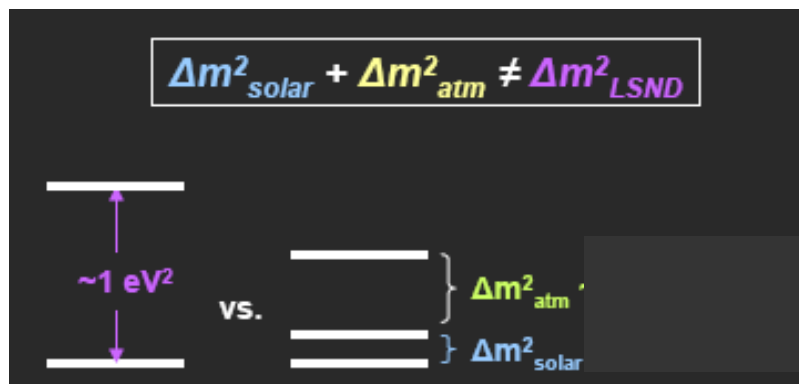 Δm²solar + Δm²atm ≠ Δm²LSND
~1 eV²
vs.
Δm²atm ~
Δm²solar